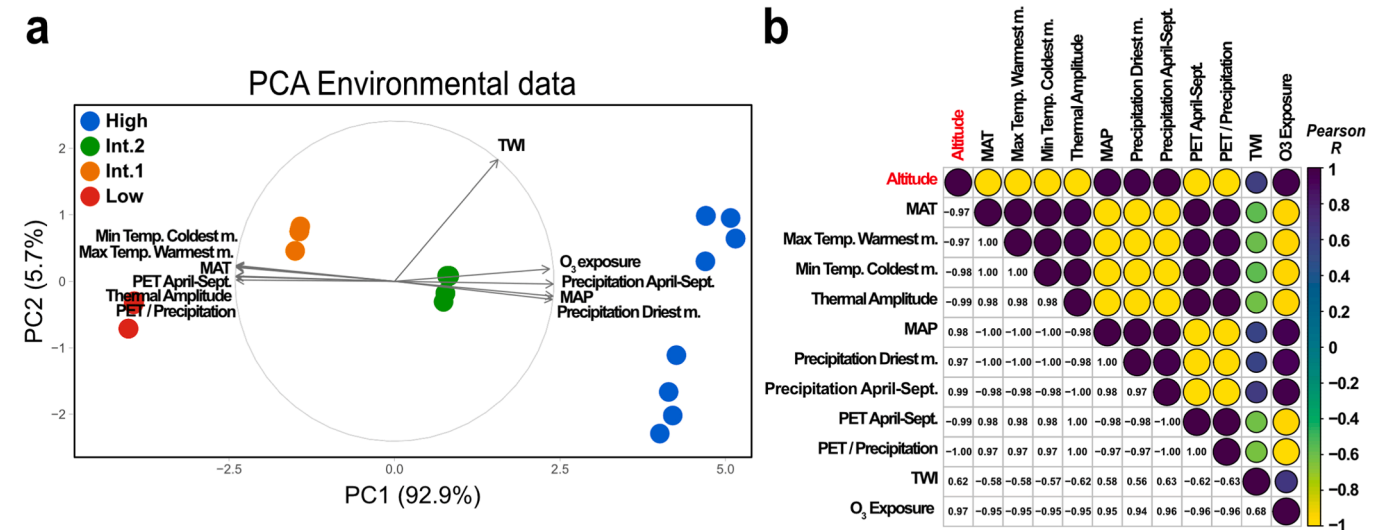 a
PCA Environmental data
High
Int.2
Int.1
Low
TWI
Min Temp. Coldest m.
Max Temp. Warmest m.
MAT
PET April-Sept.
Thermal Amplitude
PET / Precipitation
O3 exposure
Precipitation April-Sept.
MAP
Precipitation Driest m.
2
1
0
−1
−2
PC2 (5.7%)
−2.5 0.0 2.5 5.0
PC1 (92.9%)
b
Altitude
MAT
Max Temp. Warmest m.
Min Temp. Coldest m.
Thermal Amplitude
MAP
Precipitation Driest m.
Precipitation April-Sept.
PET April-Sept.
PET / Precipitation
TWI
O3 Exposure
Pearson
R
Altitude
MAT −0.97
Max Temp. Warmest m. −0.97 1.00
Min Temp. Coldest m. −0.98 1.00 1.00
Thermal Amplitude −0.99 0.98 0.98 0.98
MAP 0.98 −1.00 −1.00 −1.00 −0.98
Precipitation Driest m. 0.97 −1.00 −1.00 −1.00 −0.98 1.00
Precipitation April-Sept. 0.99 −0.98 −0.98 −0.98 −1.00 0.98 0.97
PET April-Sept. −0.99 0.98 0.98 0.98 1.00 −0.98 −0.98 −1.00
PET / Precipitation −1.00 0.97 0.97 0.97 1.00 −0.97 −0.97 −1.00 1.00
TWI 0.62 −0.58 −0.58 −0.57 −0.62 0.58 0.56 0.63 −0.62 −0.63
O3 Exposure 0.97 −0.95 −0.95 −0.95 −0.95 0.95 0.94 0.96 −0.96 −0.96 0.68
1
0.8
0.6
0.4
0.2
0
−0.2
−0.4
−0.6
−0.8
−1